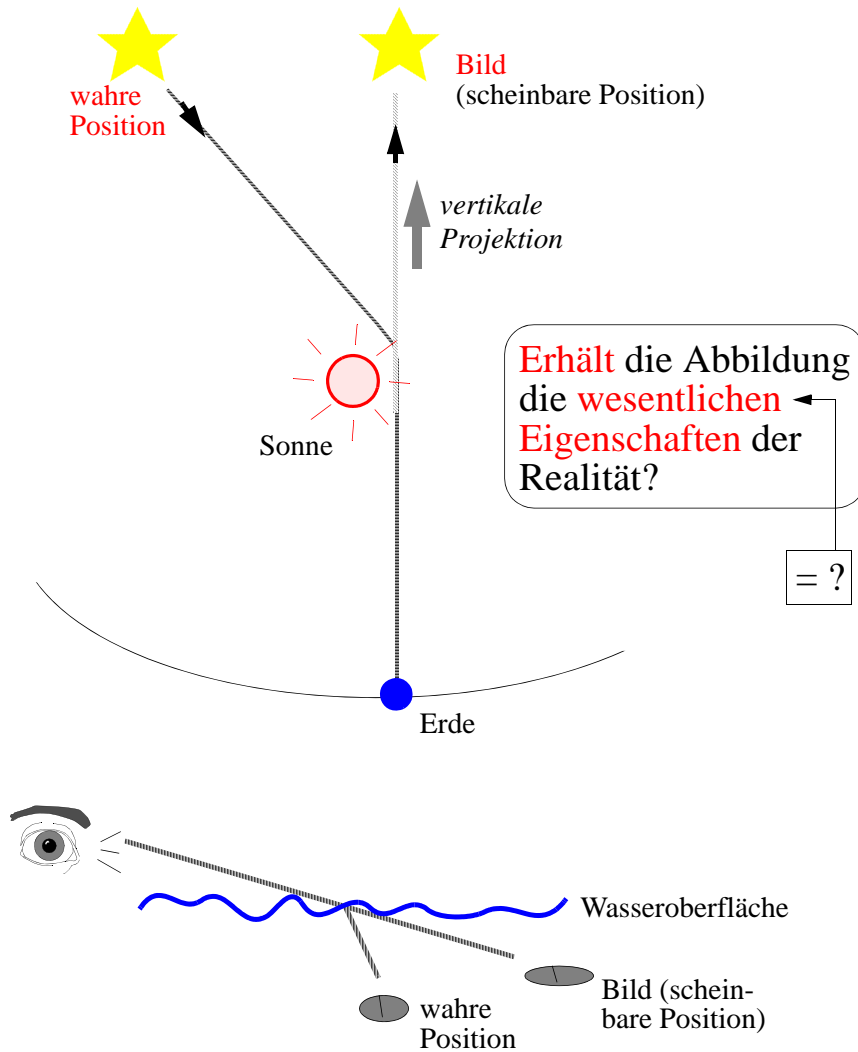 wahre
Position
Bild
(scheinbare Position)
vertikale
Projektion
Erhält die Abbildung
die wesentlichen
Eigenschaften der
Realität?
Sonne
= ?
Erde
Wasseroberfläche
wahre
Position
Bild (schein-
bare Position)